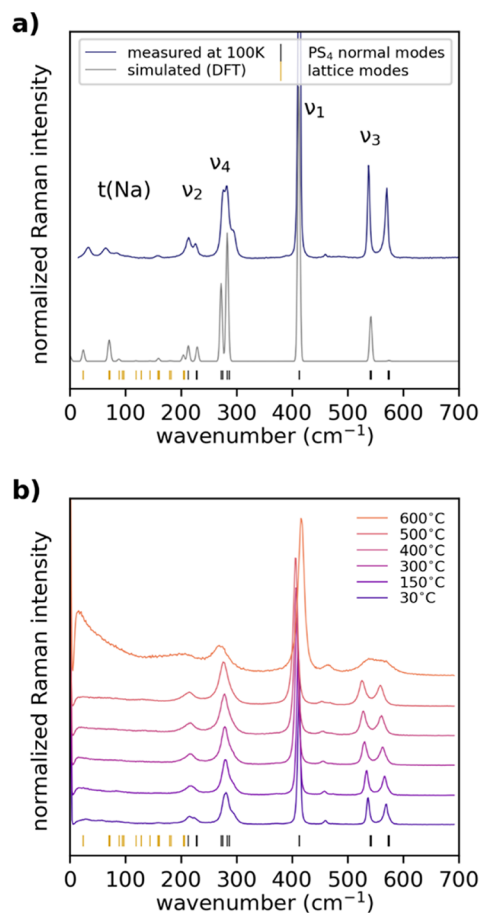 a)
measured at 100K
simulated (DFT)
PS₄ normal modes
lattice modes
ν₁
ν₃
ν₄
t(Na)
ν₂
normalized Raman intensity
0 100 200 300 400 500 600 700
wavenumber (cm⁻¹)
b)
600°C
500°C
400°C
300°C
150°C
30°C
normalized Raman intensity
0 100 200 300 400 500 600 700
wavenumber (cm⁻¹)